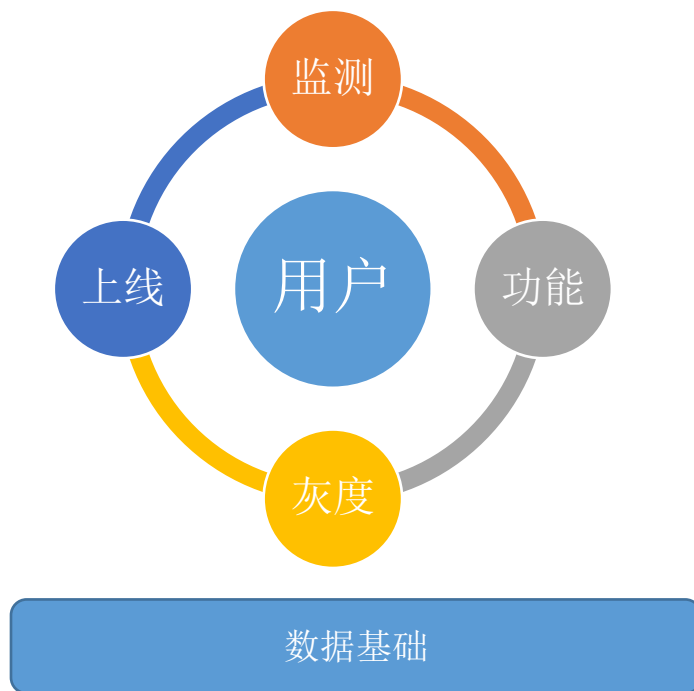 监测
上线
用户
功能
灰度
数据基础